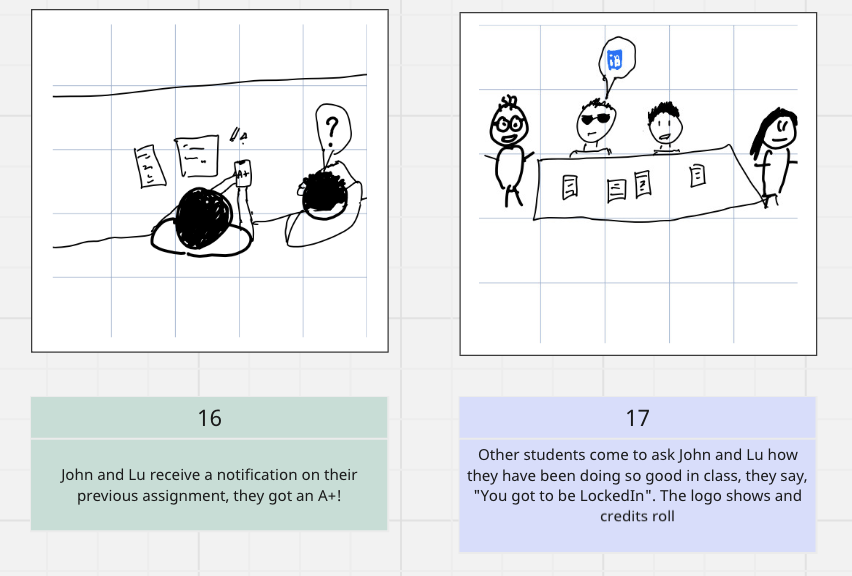 ?
A+
16
17
John and Lu receive a notification on their
previous assignment, they got an A+!
Other students come to ask John and Lu how
they have been doing so good in class, they say,
"You got to be LockedIn". The logo shows and
credits roll